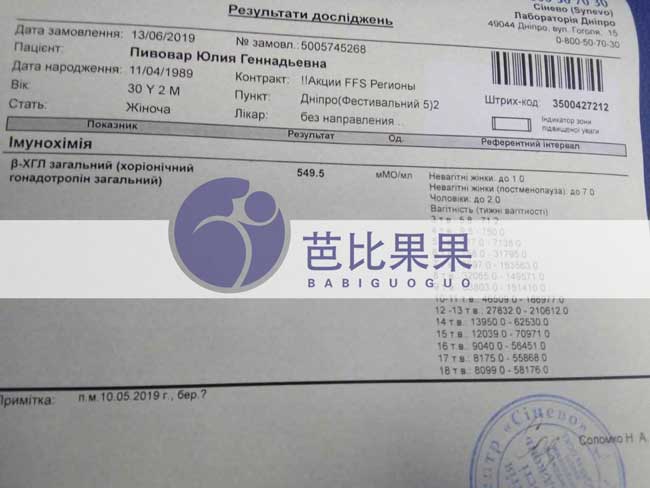 Результати досліджень
Сінево (Synevo)
Лабораторія Дніпро
49044 Дніпро, вул. Гоголя, 15
0-800-50-70-30
Дата замовлення: 13/06/2019
№ замовл.: 5005745268
Пацієнт: Пивовар Юлия Геннадьевна
Дата народження: 11/04/1989
Контракт: !!Акции FFS Регионы
Вік: 30 Y 2 M
Пункт: Дніпро(Фестивальний 5)2
Штрих-код: 3500427212
Стать: Жіноча
Лікар: без направления
Індикатор зони
підвищеної уваги
Показник Результат Од. Референтний інтервал
Імунохімія
β-ХГЛ загальний (хоріонічний
гонадотропін загальний)
549.5 мМО/мл
Невагітні жінки: до 1.0
Невагітні жінки (постменопауза): до 7.0
Чоловіки: до 2.0
Вагітність (тижні вагітності)
芭比果果
BABIGUOGUO
10-11 т.в.: 46509.0 - 186977.0
12 -13 т.в.: 27832.0 - 210612.0
14 т.в.: 13950.0 - 62530.0
15 т.в.: 12039.0 - 70971.0
16 т.в.: 9040.0 - 56451.0
17 т.в.: 8175.0 - 55868.0
18 т.в.: 8099.0 - 58176.0
Примітка: п.м.10.05.2019 г., бер.?
Соломко Н. А.
«Сінево»